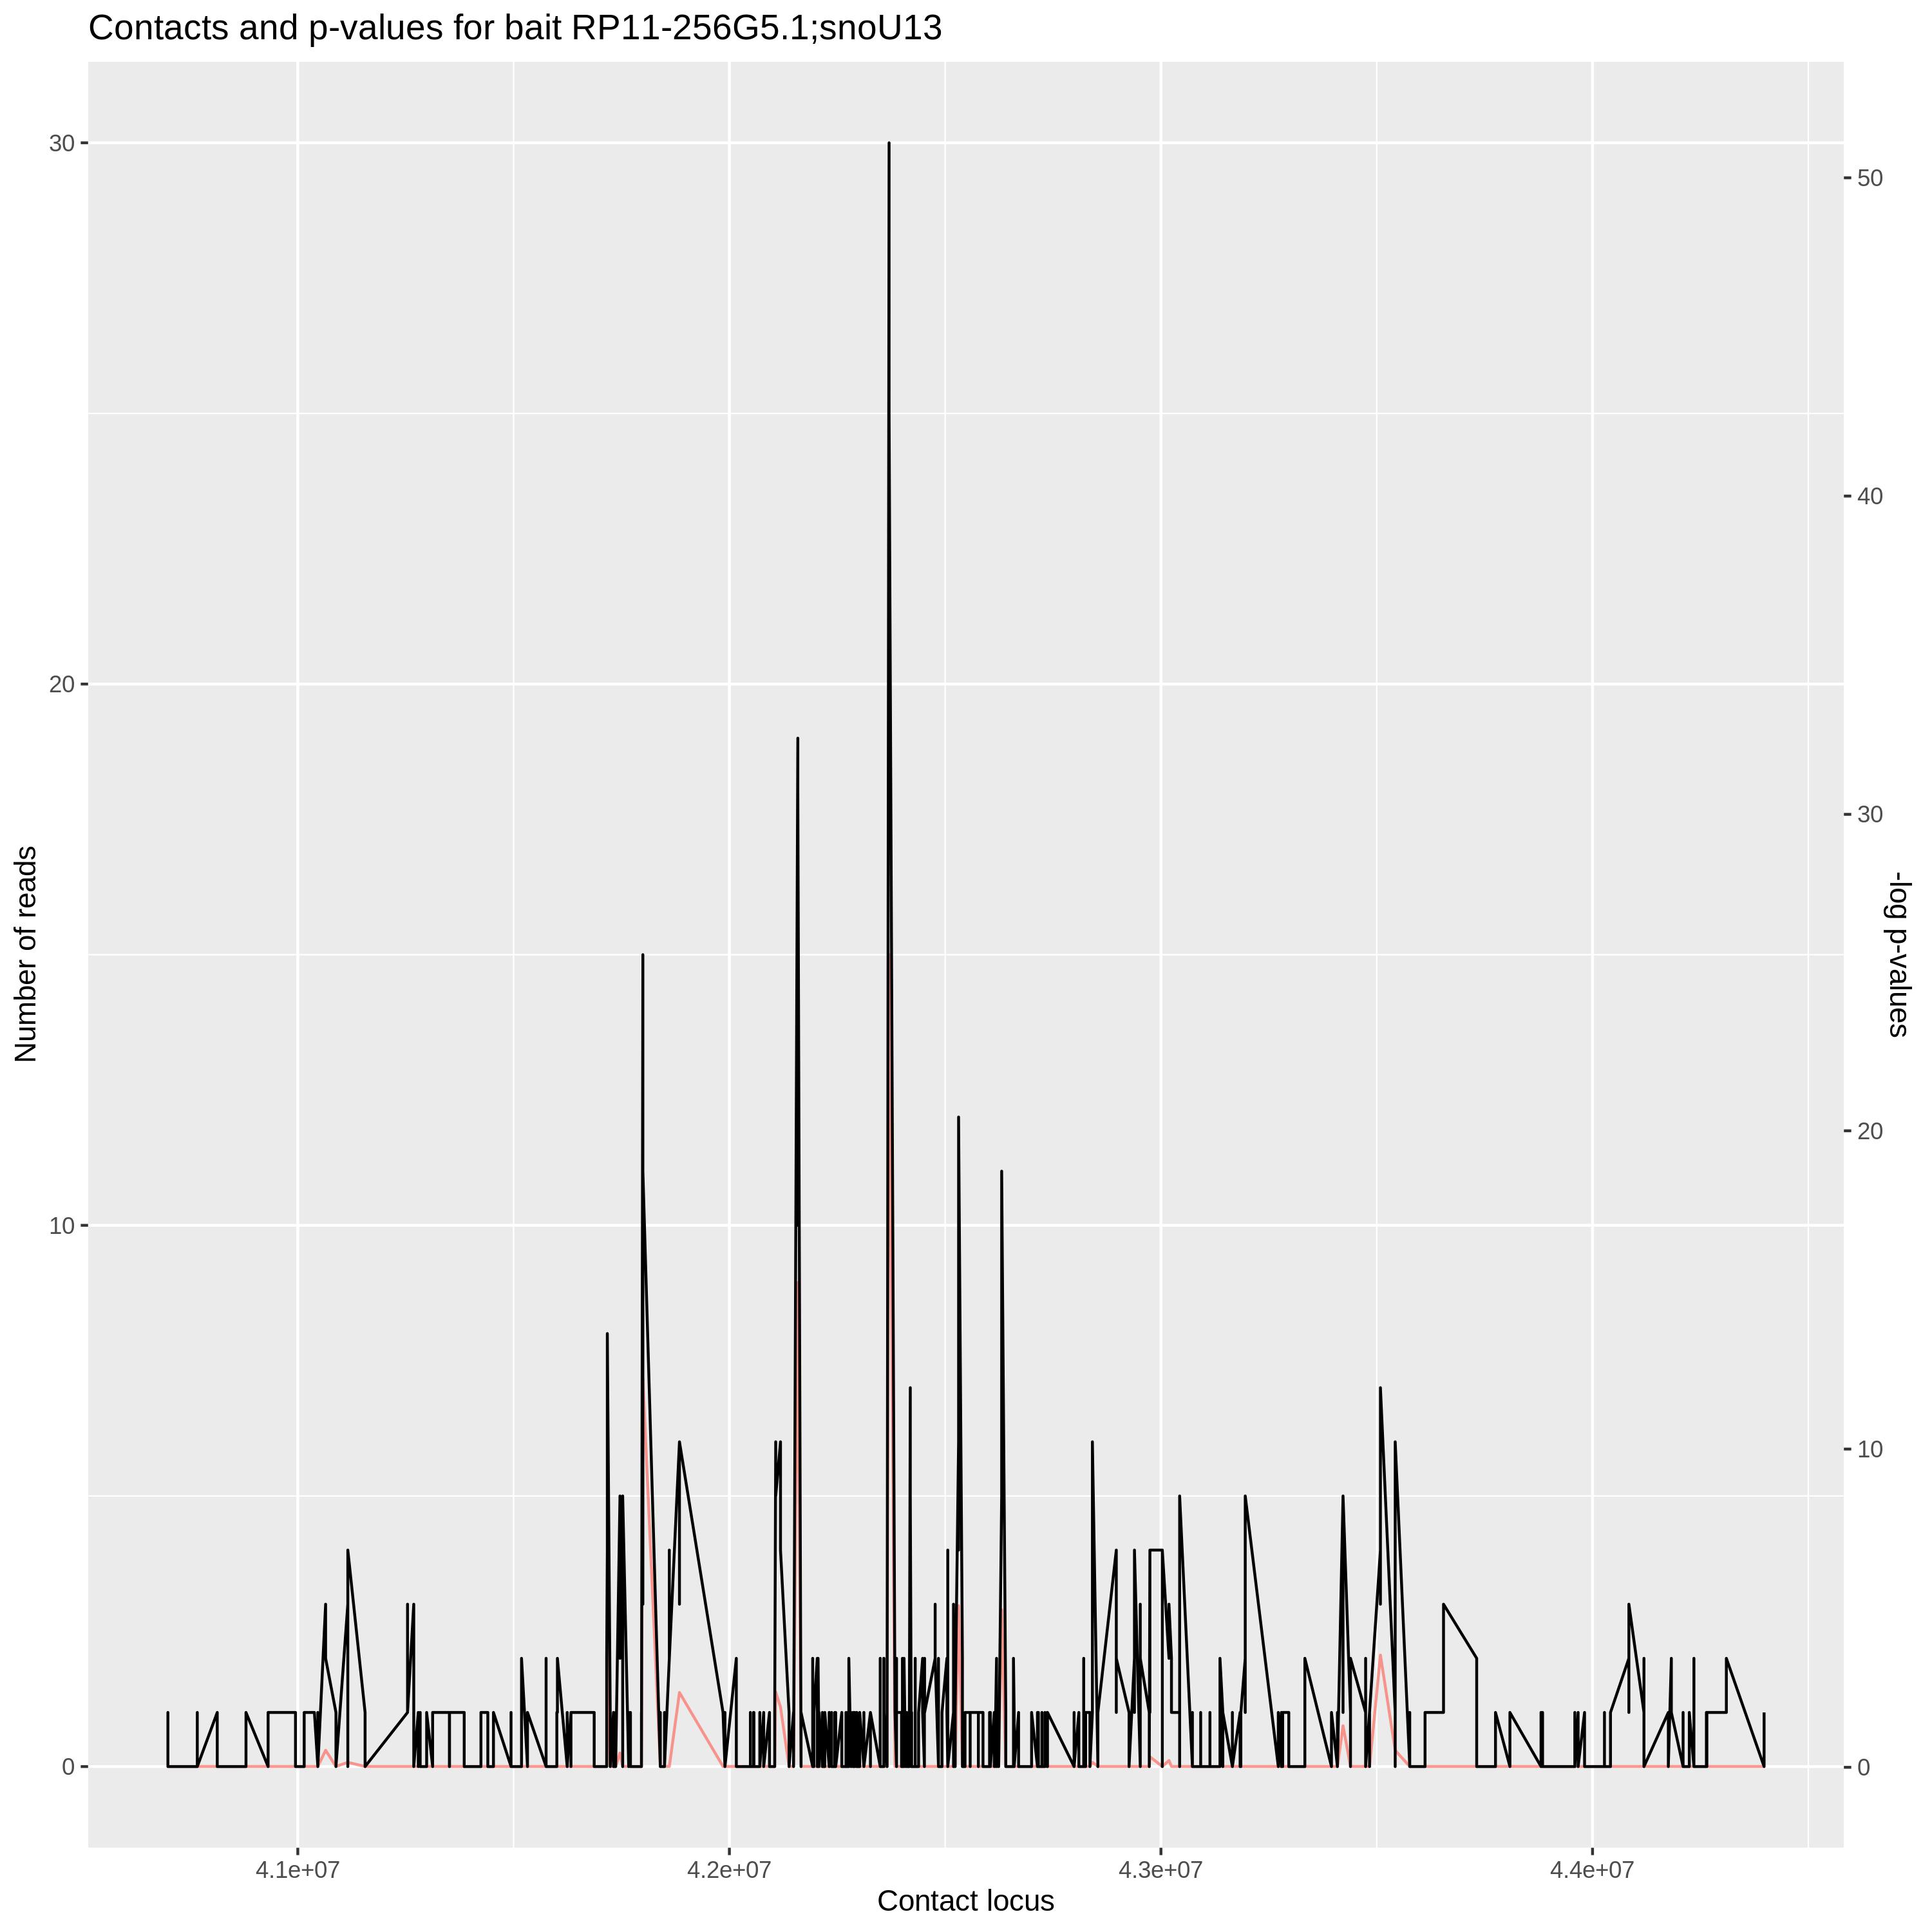 Contacts and p-values for bait RP11-256G5.1;snoU13
30
20
10
0
Number of reads
50
40
30
20
10
0
-log p-values
4.1e+07
4.2e+07
4.3e+07
4.4e+07
Contact locus